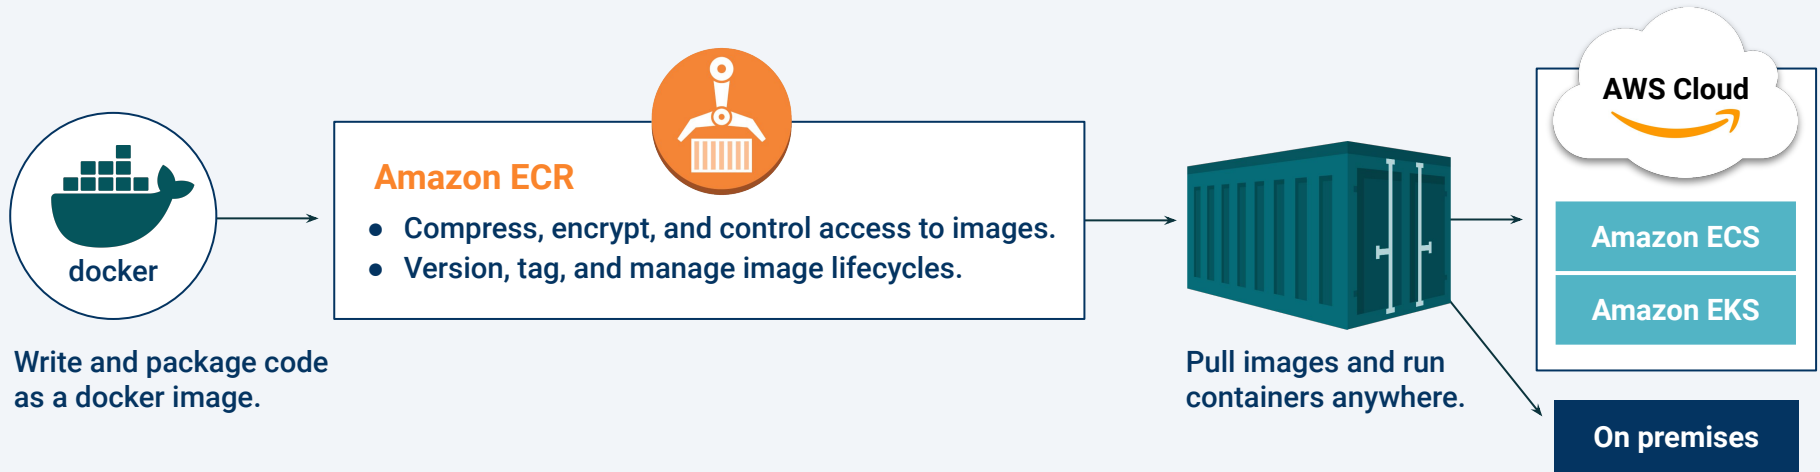 docker
Write and package code
as a docker image.
Amazon ECR
● Compress, encrypt, and control access to images.
● Version, tag, and manage image lifecycles.
Pull images and run
containers anywhere.
AWS Cloud
Amazon ECS
Amazon EKS
On premises